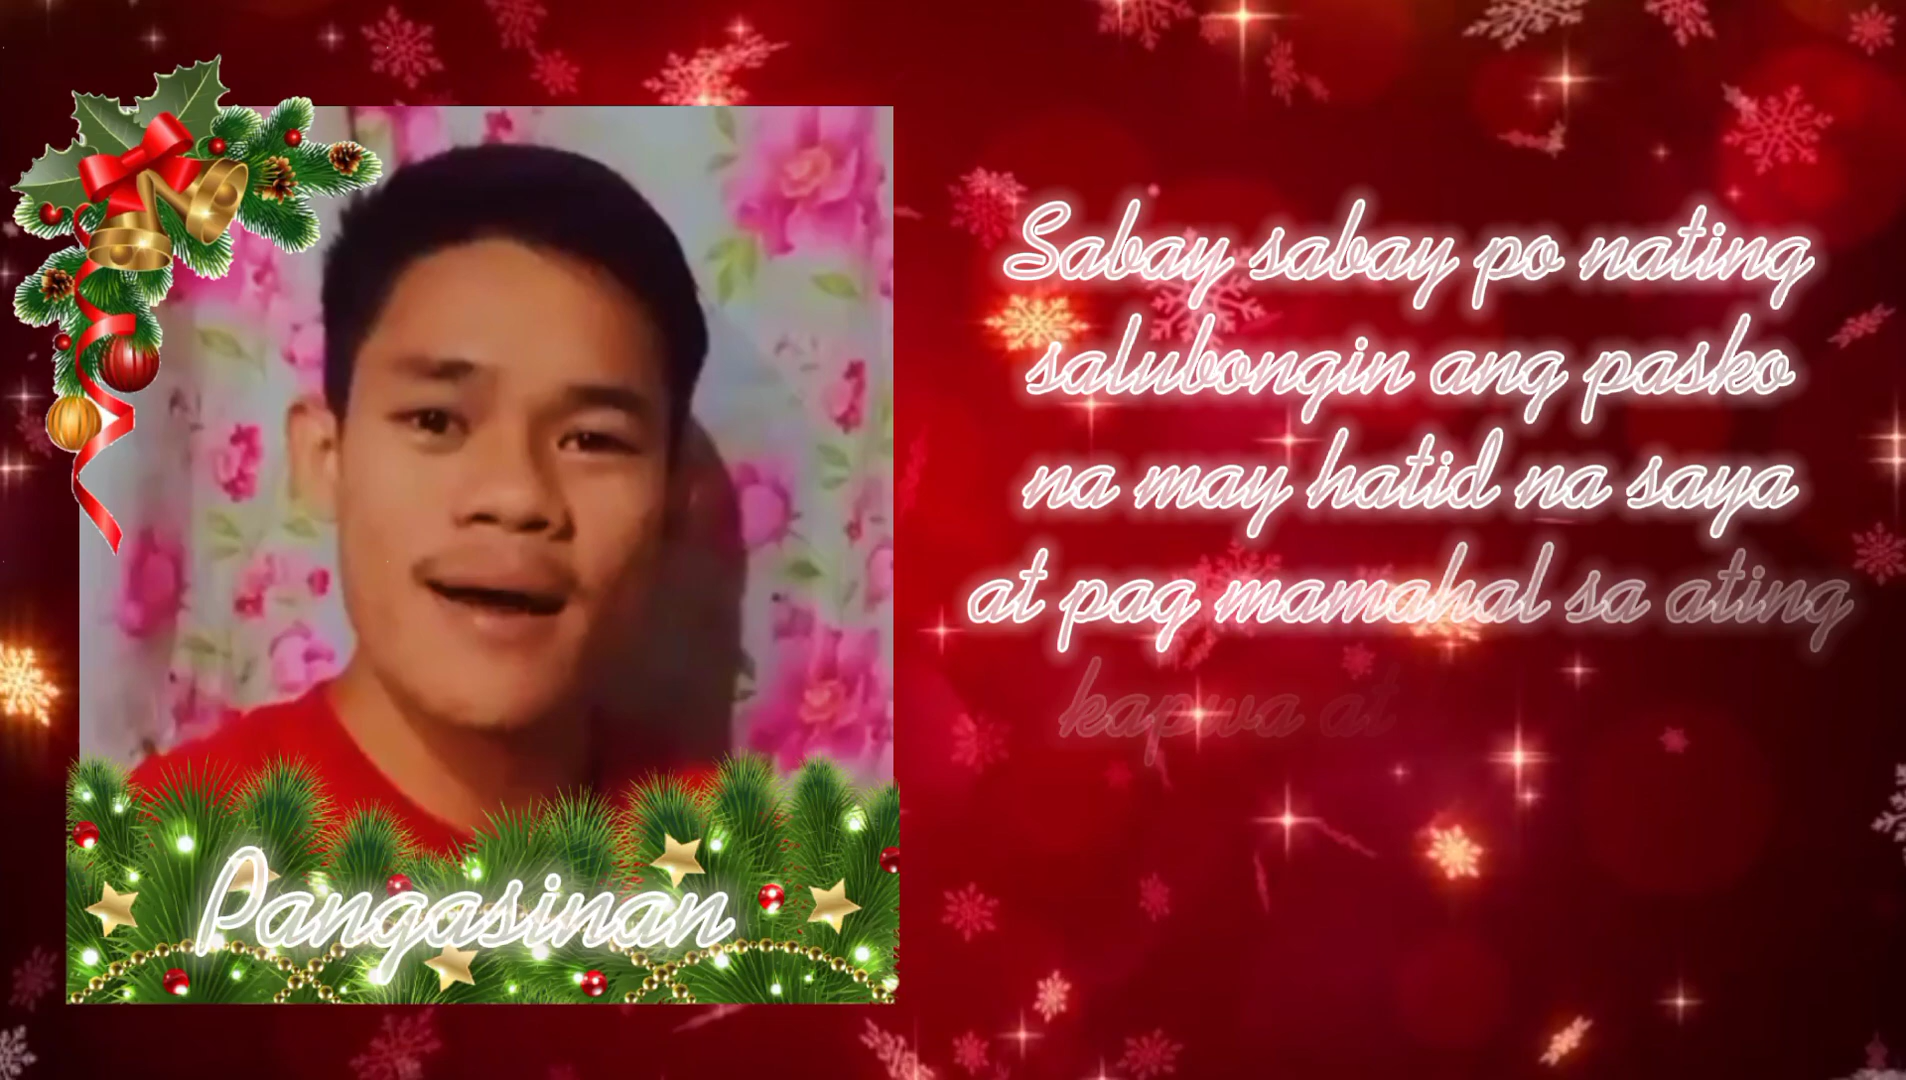 Sabay sabay po nating
salubongin ang pasko
na may hatid na saya
at pag mamahal sa ating
kapwa at
Pangasinan